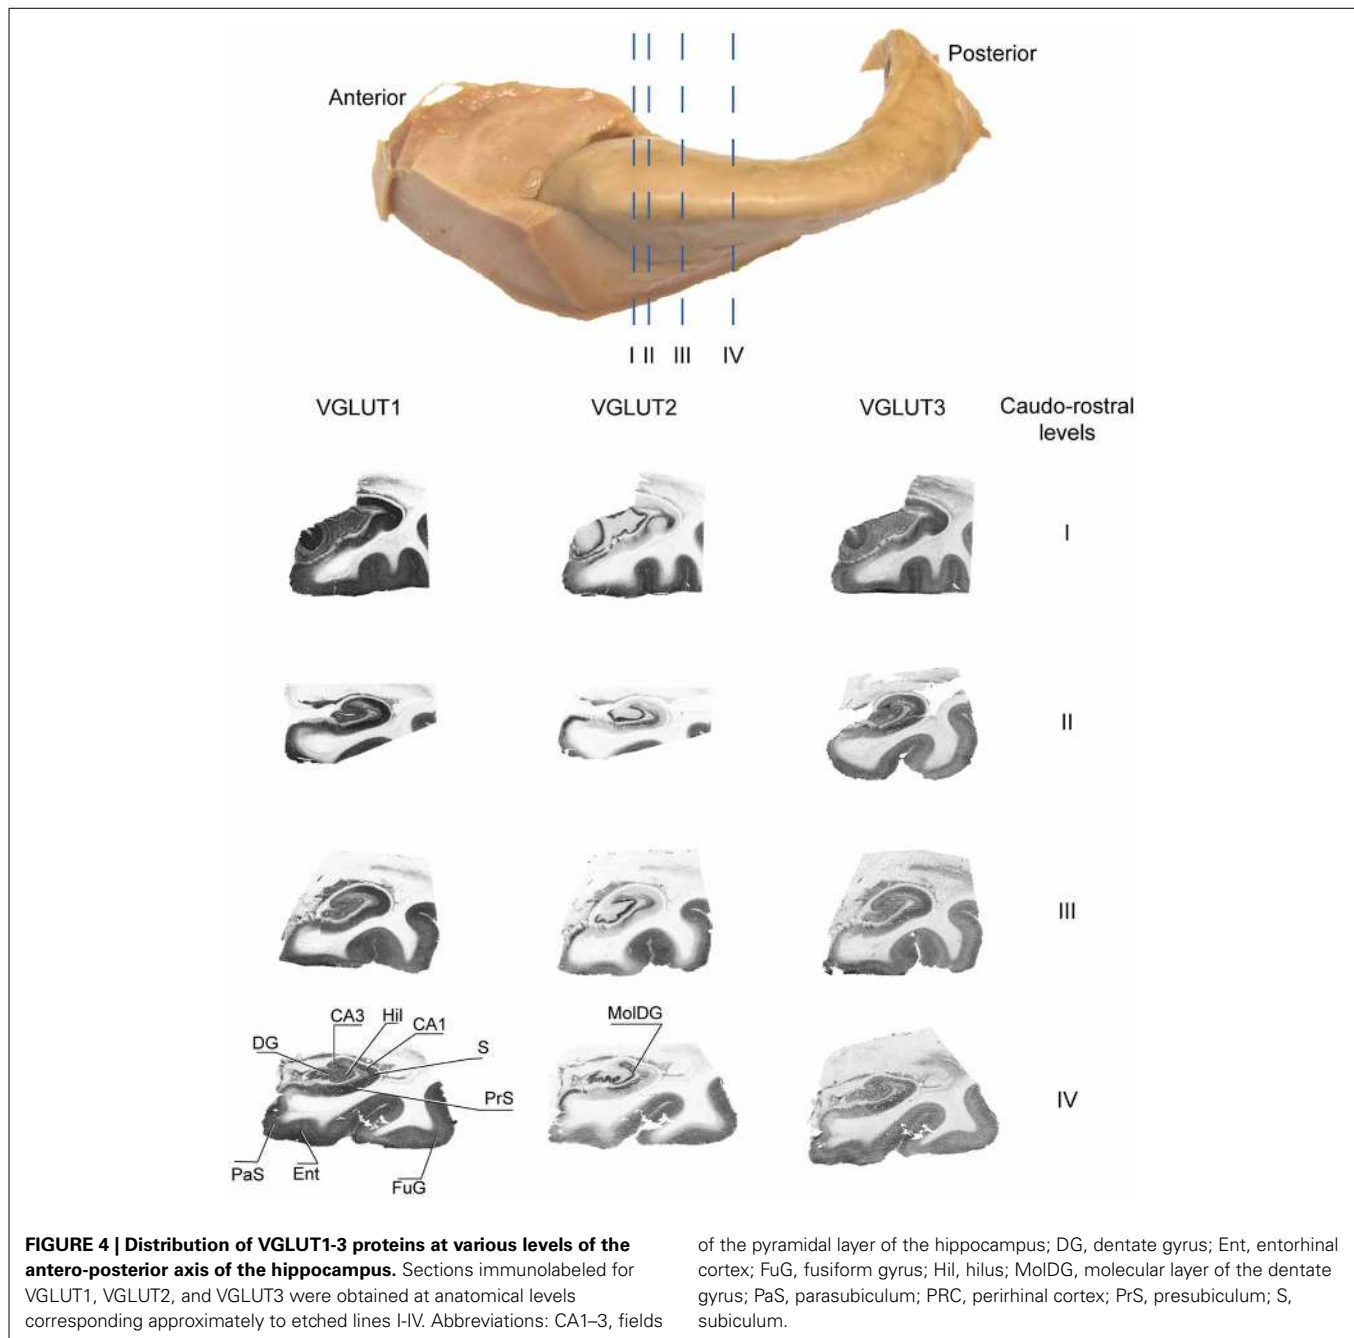 Anterior
Posterior
I II III IV
VGLUT1 VGLUT2 VGLUT3 Caudo-rostral
levels
I
II
III
CA3 Hil CA1 MolDG
DG S
PrS IV
PaS Ent FuG
FIGURE 4 | Distribution of VGLUT1-3 proteins at various levels of the
antero-posterior axis of the hippocampus. Sections immunolabeled for
VGLUT1, VGLUT2, and VGLUT3 were obtained at anatomical levels
corresponding approximately to etched lines I-IV. Abbreviations: CA1–3, fields
of the pyramidal layer of the hippocampus; DG, dentate gyrus; Ent, entorhinal
cortex; FuG, fusiform gyrus; Hil, hilus; MolDG, molecular layer of the dentate
gyrus; PaS, parasubiculum; PRC, perirhinal cortex; PrS, presubiculum; S,
subiculum.